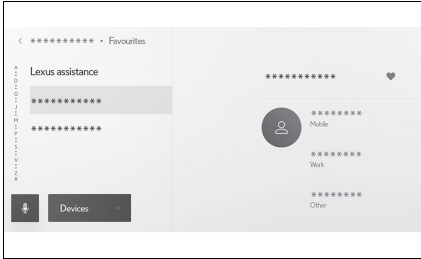 < ********** • Favourites
A
D
G
J
M
P
S
V
Z
#
Lexus assistance
***********
***********
Devices
***********
********
Mobile
********
Work
********
Other